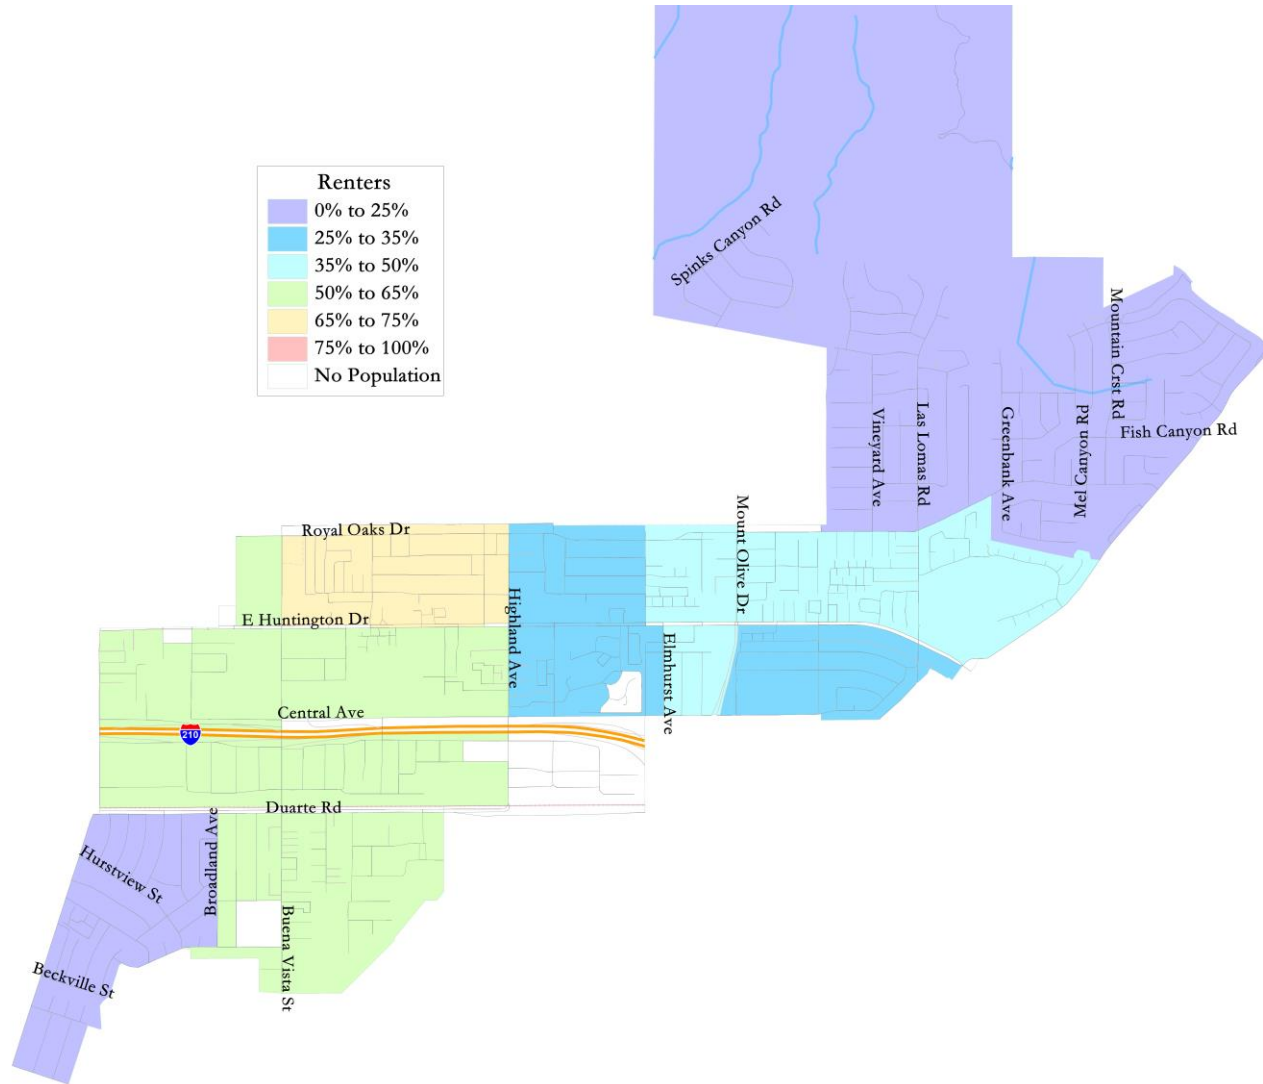 Renters
0% to 25%
25% to 35%
35% to 50%
50% to 65%
65% to 75%
75% to 100%
No Population
Spinks Canyon Rd
Mountain Crst Rd
Vineyard Ave
Las Lomas Rd
Greenbank Ave
Mel Canyon Rd
Fish Canyon Rd
Royal Oaks Dr
Mount Olive Dr
E Huntington Dr
Highland Ave
Elmhurst Ave
Central Ave
210
Duarte Rd
Broadland Ave
Hurstview St
Buena Vista St
Beckville St